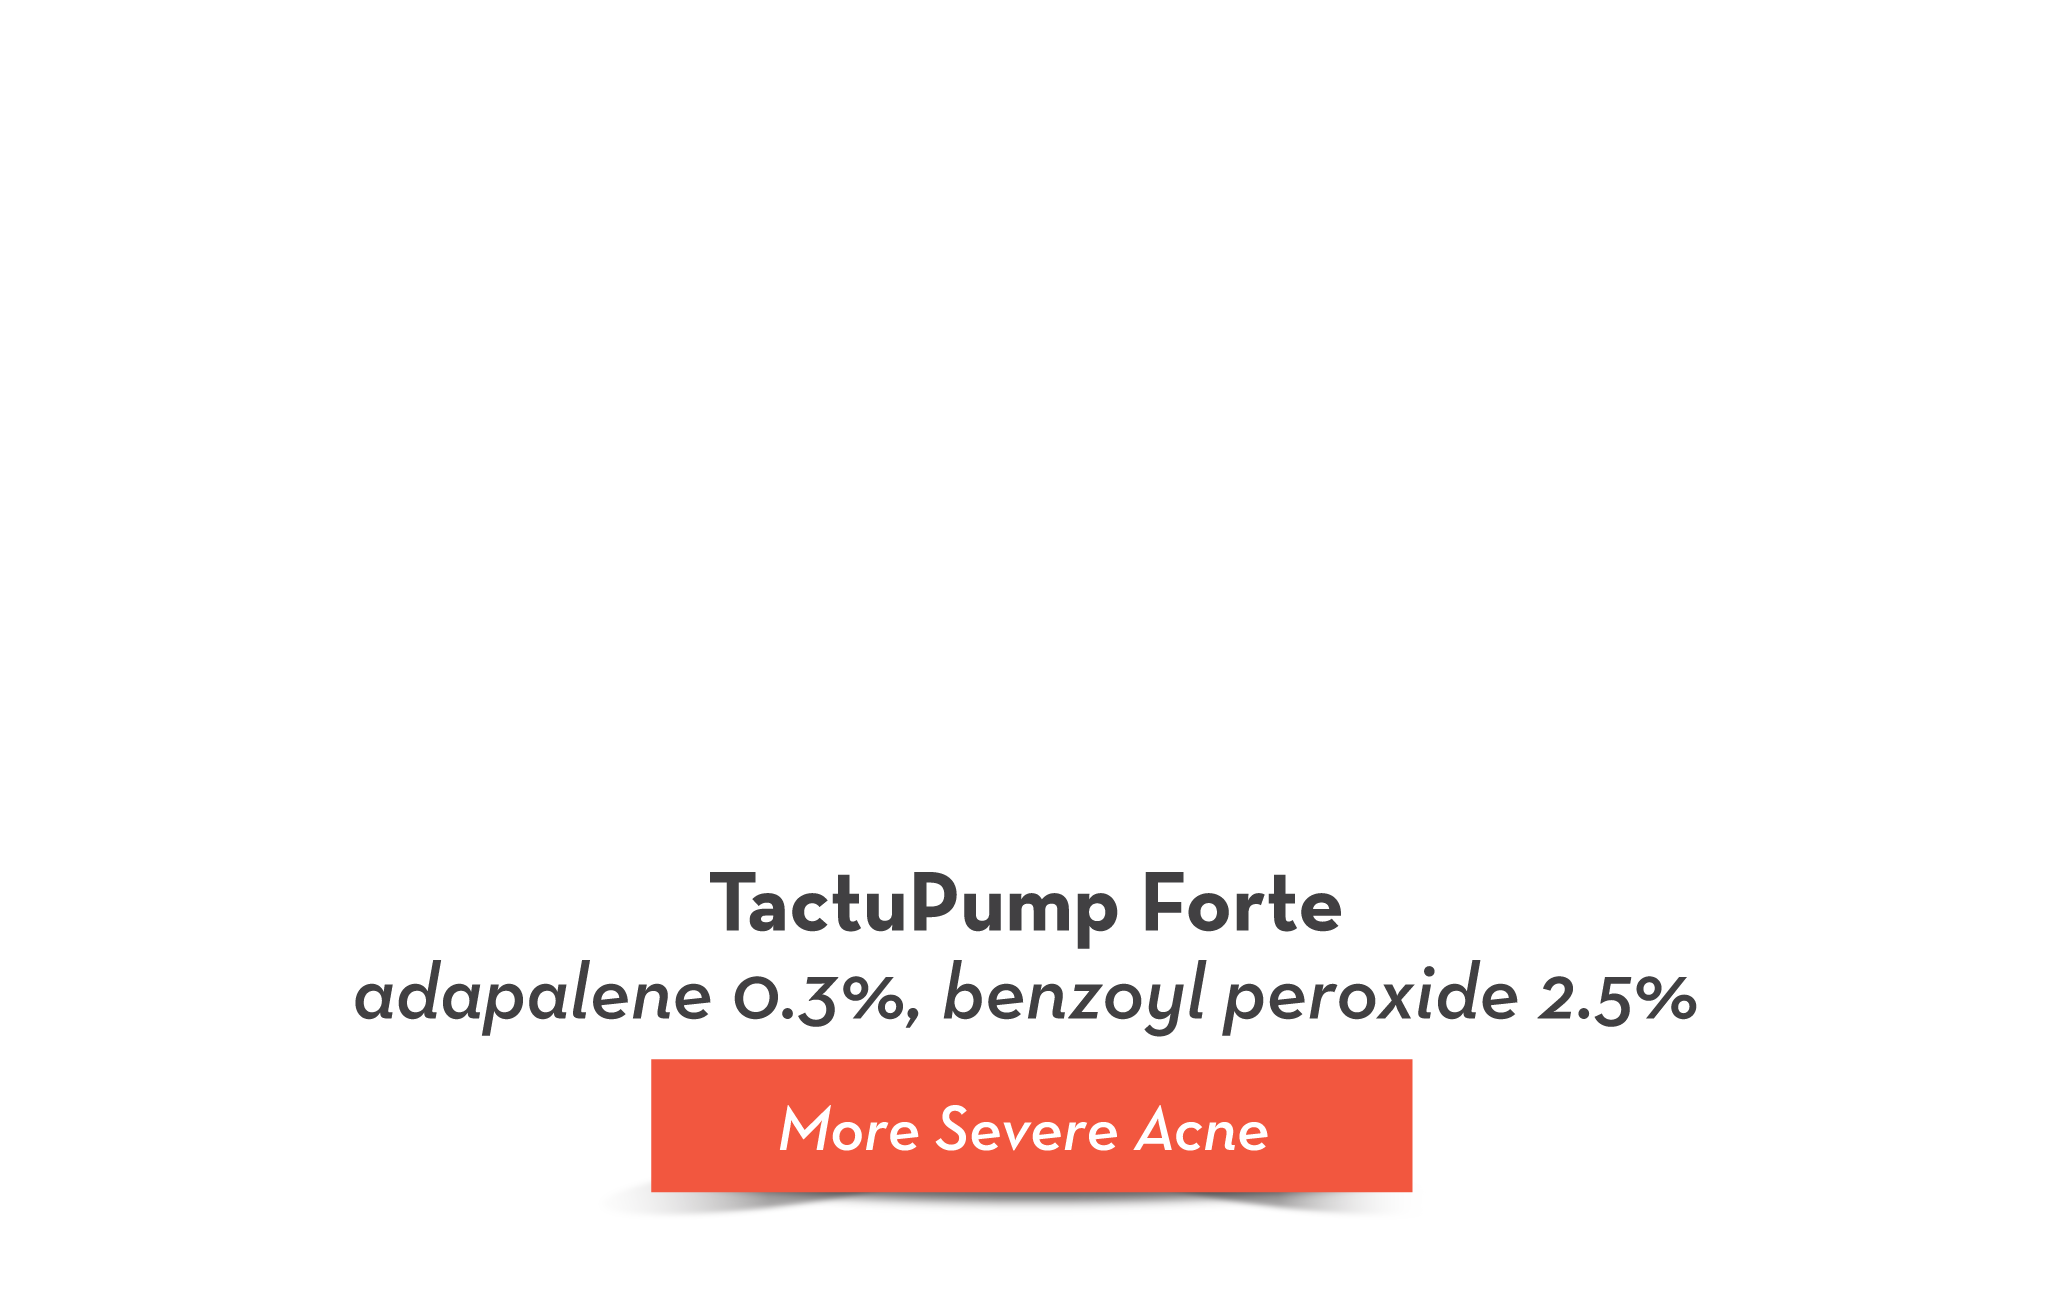 TactuPump Forte
adapalene 0.3%, benzoyl peroxide 2.5%
More Severe Acne